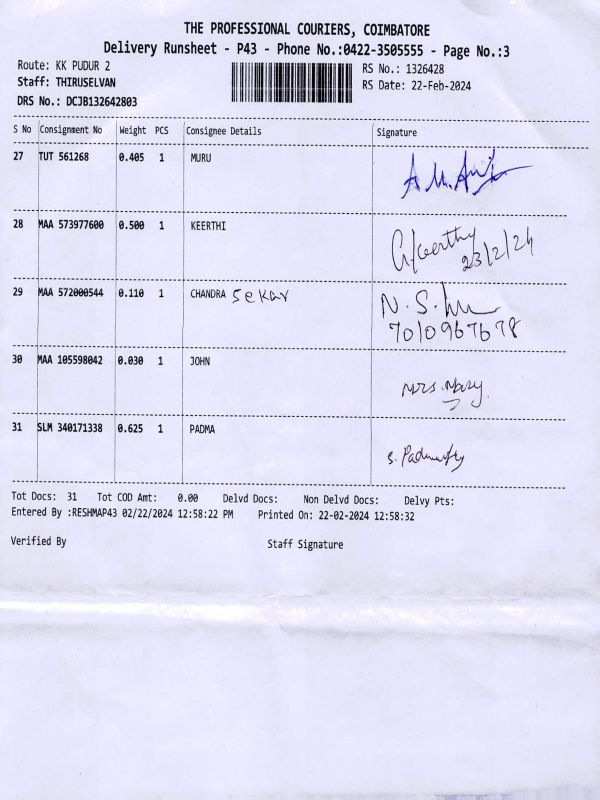 THE PROFESSIONAL COURIERS, COIMBATORE
Delivery Runsheet - P43 - Phone No.:0422-3505555 - Page No.:3
Route: KK PUDUR 2 RS No.: 1326428
Staff: THIRUSELVAN RS Date: 22-Feb-2024
DRS No.: DCJB132642803
S No Consignment No Weight PCS Consignee Details Signature
27 TUT 561268 0.405 1 MURU
28 MAA 573977600 0.500 1 KEERTHI
23/2/24
29 MAA 572000544 0.110 1 CHANDRA Sekar N. S.
7010967678
30 MAA 105598042 0.030 1 JOHN
Mrs. Mary.
31 SLM 340171338 0.625 1 PADMA
S.
Tot Docs: 31 Tot COD Amt: 0.00 Delvd Docs: Non Delvd Docs: Delvy Pts:
Entered By :RESHMAP43 02/22/2024 12:58:22 PM Printed On: 22-02-2024 12:58:32
Verified By Staff Signature